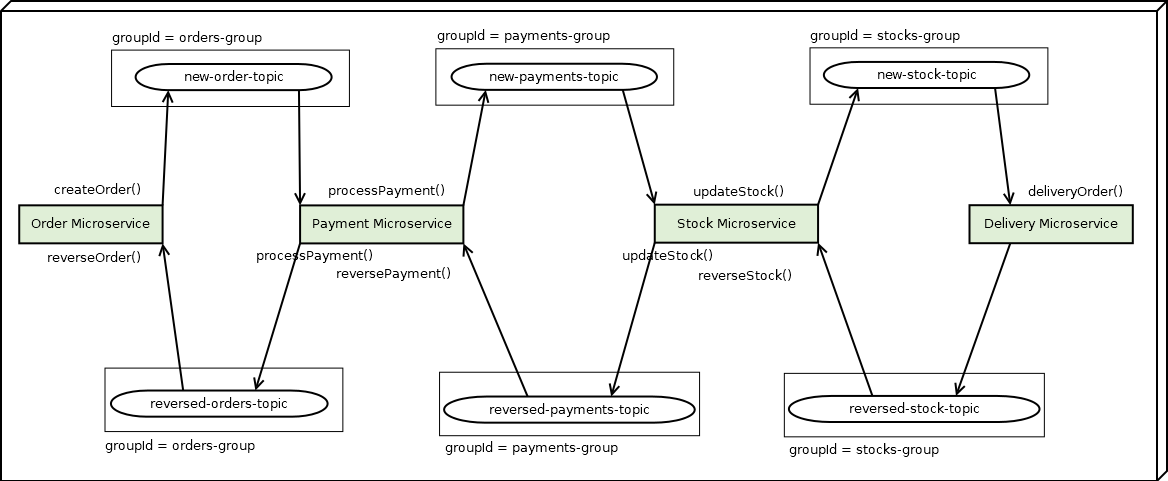 groupId = orders-group
groupId = payments-group
groupId = stocks-group
new-order-topic
new-payments-topic
new-stock-topic
createOrder()
processPayment()
updateStock()
deliveryOrder()
Order Microservice
Payment Microservice
Stock Microservice
Delivery Microservice
reverseOrder()
processPayment()
reversePayment()
updateStock()
reverseStock()
reversed-orders-topic
reversed-payments-topic
reversed-stock-topic
groupId = orders-group
groupId = payments-group
groupId = stocks-group